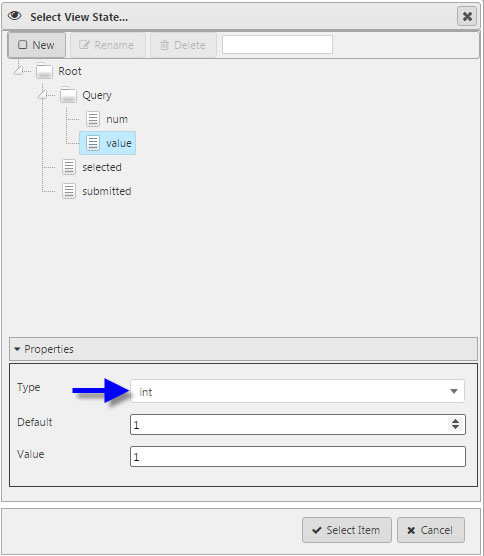 Select View State...
New Rename Delete
Root
Query
num
value
selected
submitted
Properties
Type int
Default 1
Value 1
Select Item Cancel